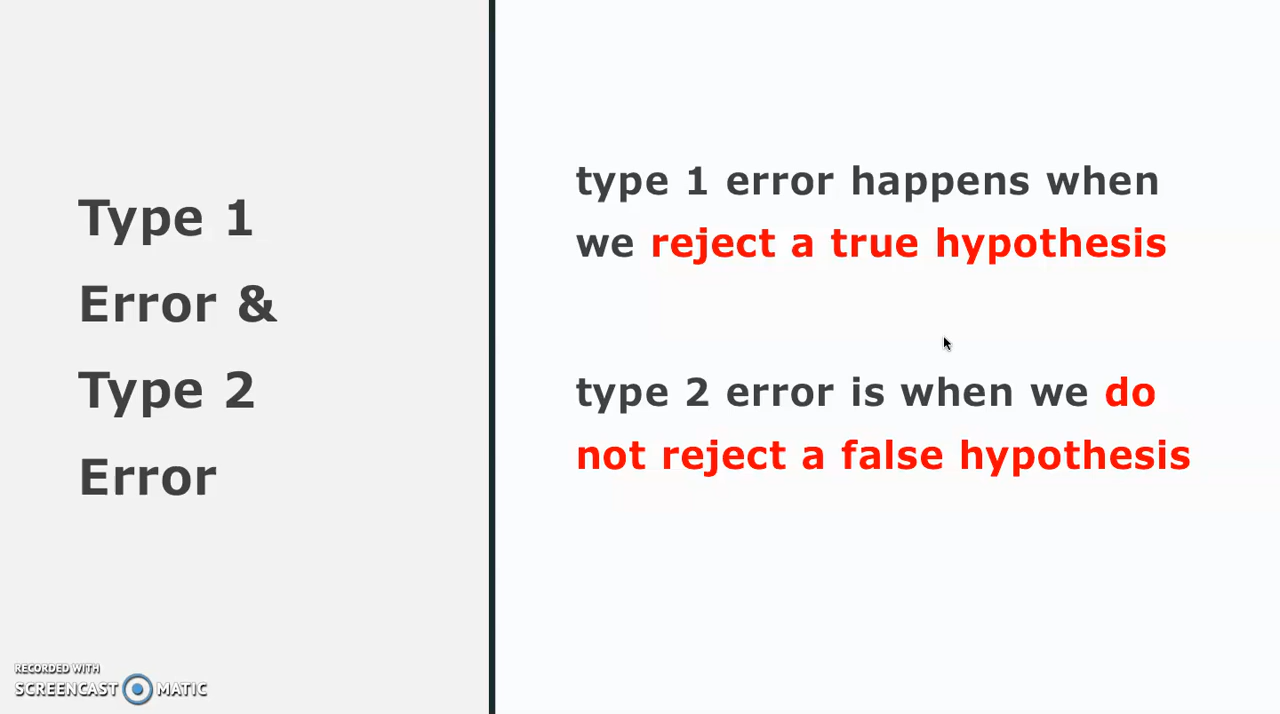 Type 1
Error &
Type 2
Error
type 1 error happens when
we reject a true hypothesis
type 2 error is when we do
not reject a false hypothesis
RECORDED WITH
SCREENCAST MATIC